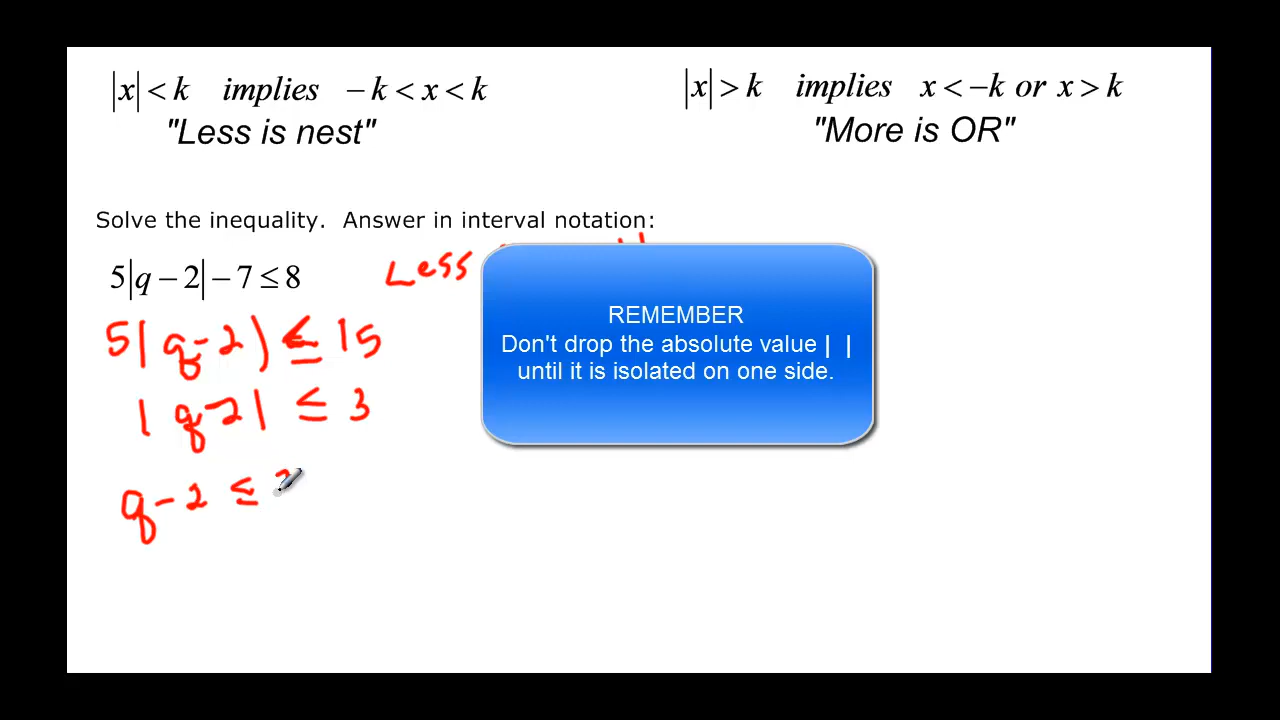 |x| < k implies −k < x < k
|x| > k implies x < −k or x > k
"Less is nest"
"More is OR"
Solve the inequality. Answer in interval notation:
5|q − 2| − 7 ≤ 8
Less
5|q-2| ≤ 15
|q-2| ≤ 3
q-2 ≤
REMEMBER
Don't drop the absolute value | |
until it is isolated on one side.